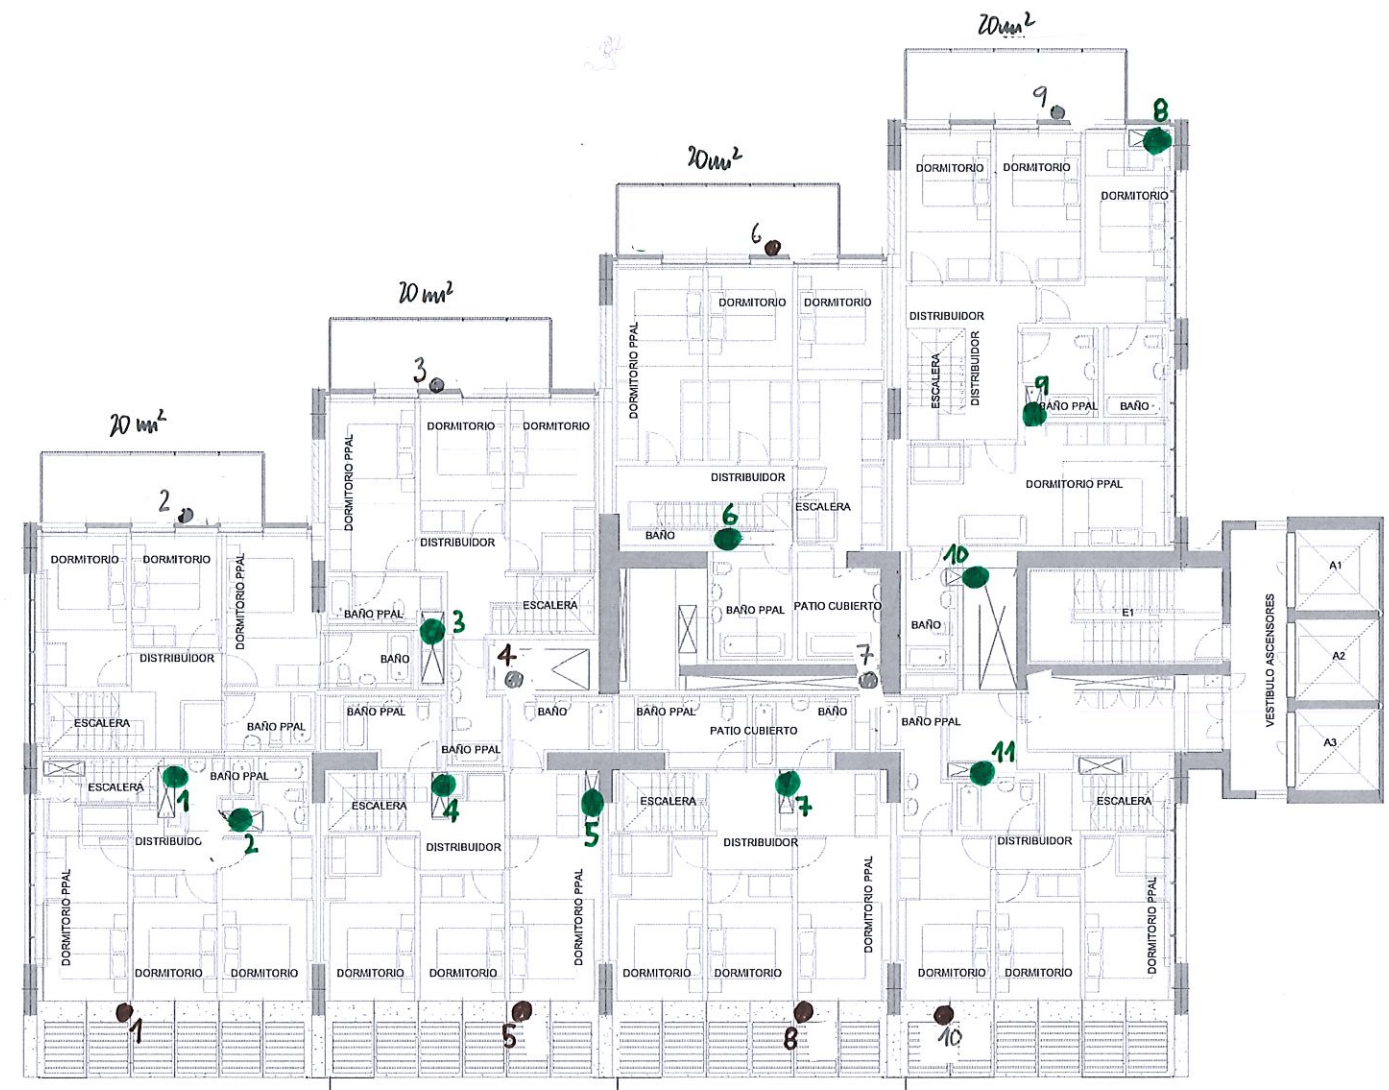 20m²
9
8
DORMITORIO
DORMITORIO
DORMITORIO
20m²
6
DISTRIBUIDOR
ESCALERA
DISTRIBUIDOR
9
BAÑO PPAL
BAÑO
DORMITORIO PPAL
20m²
3
DORMITORIO PPAL
DORMITORIO
DORMITORIO
DISTRIBUIDOR
ESCALERA
BAÑO
6
BAÑO PPAL
PATIO CUBIERTO
7
10
BAÑO
E1
VESTIBULO ASCENSORES
A1
A2
A3
20m²
2
DORMITORIO PPAL
DORMITORIO
DORMITORIO
DISTRIBUIDOR
ESCALERA
BAÑO PPAL
3
BAÑO
4
DORMITORIO
DORMITORIO
DORMITORIO PPAL
DISTRIBUIDOR
ESCALERA
BAÑO PPAL
BAÑO PPAL
BAÑO PPAL
BAÑO
BAÑO PPAL
PATIO CUBIERTO
BAÑO
BAÑO PPAL
ESCALERA
1
BAÑO PPAL
2
DISTRIBUIDO
ESCALERA
4
DISTRIBUIDOR
5
ESCALERA
7
DISTRIBUIDOR
11
ESCALERA
DISTRIBUIDOR
DORMITORIO PPAL
DORMITORIO
DORMITORIO
DORMITORIO
DORMITORIO
DORMITORIO PPAL
DORMITORIO
DORMITORIO
DORMITORIO PPAL
DORMITORIO
DORMITORIO
DORMITORIO PPAL
1
5
8
10